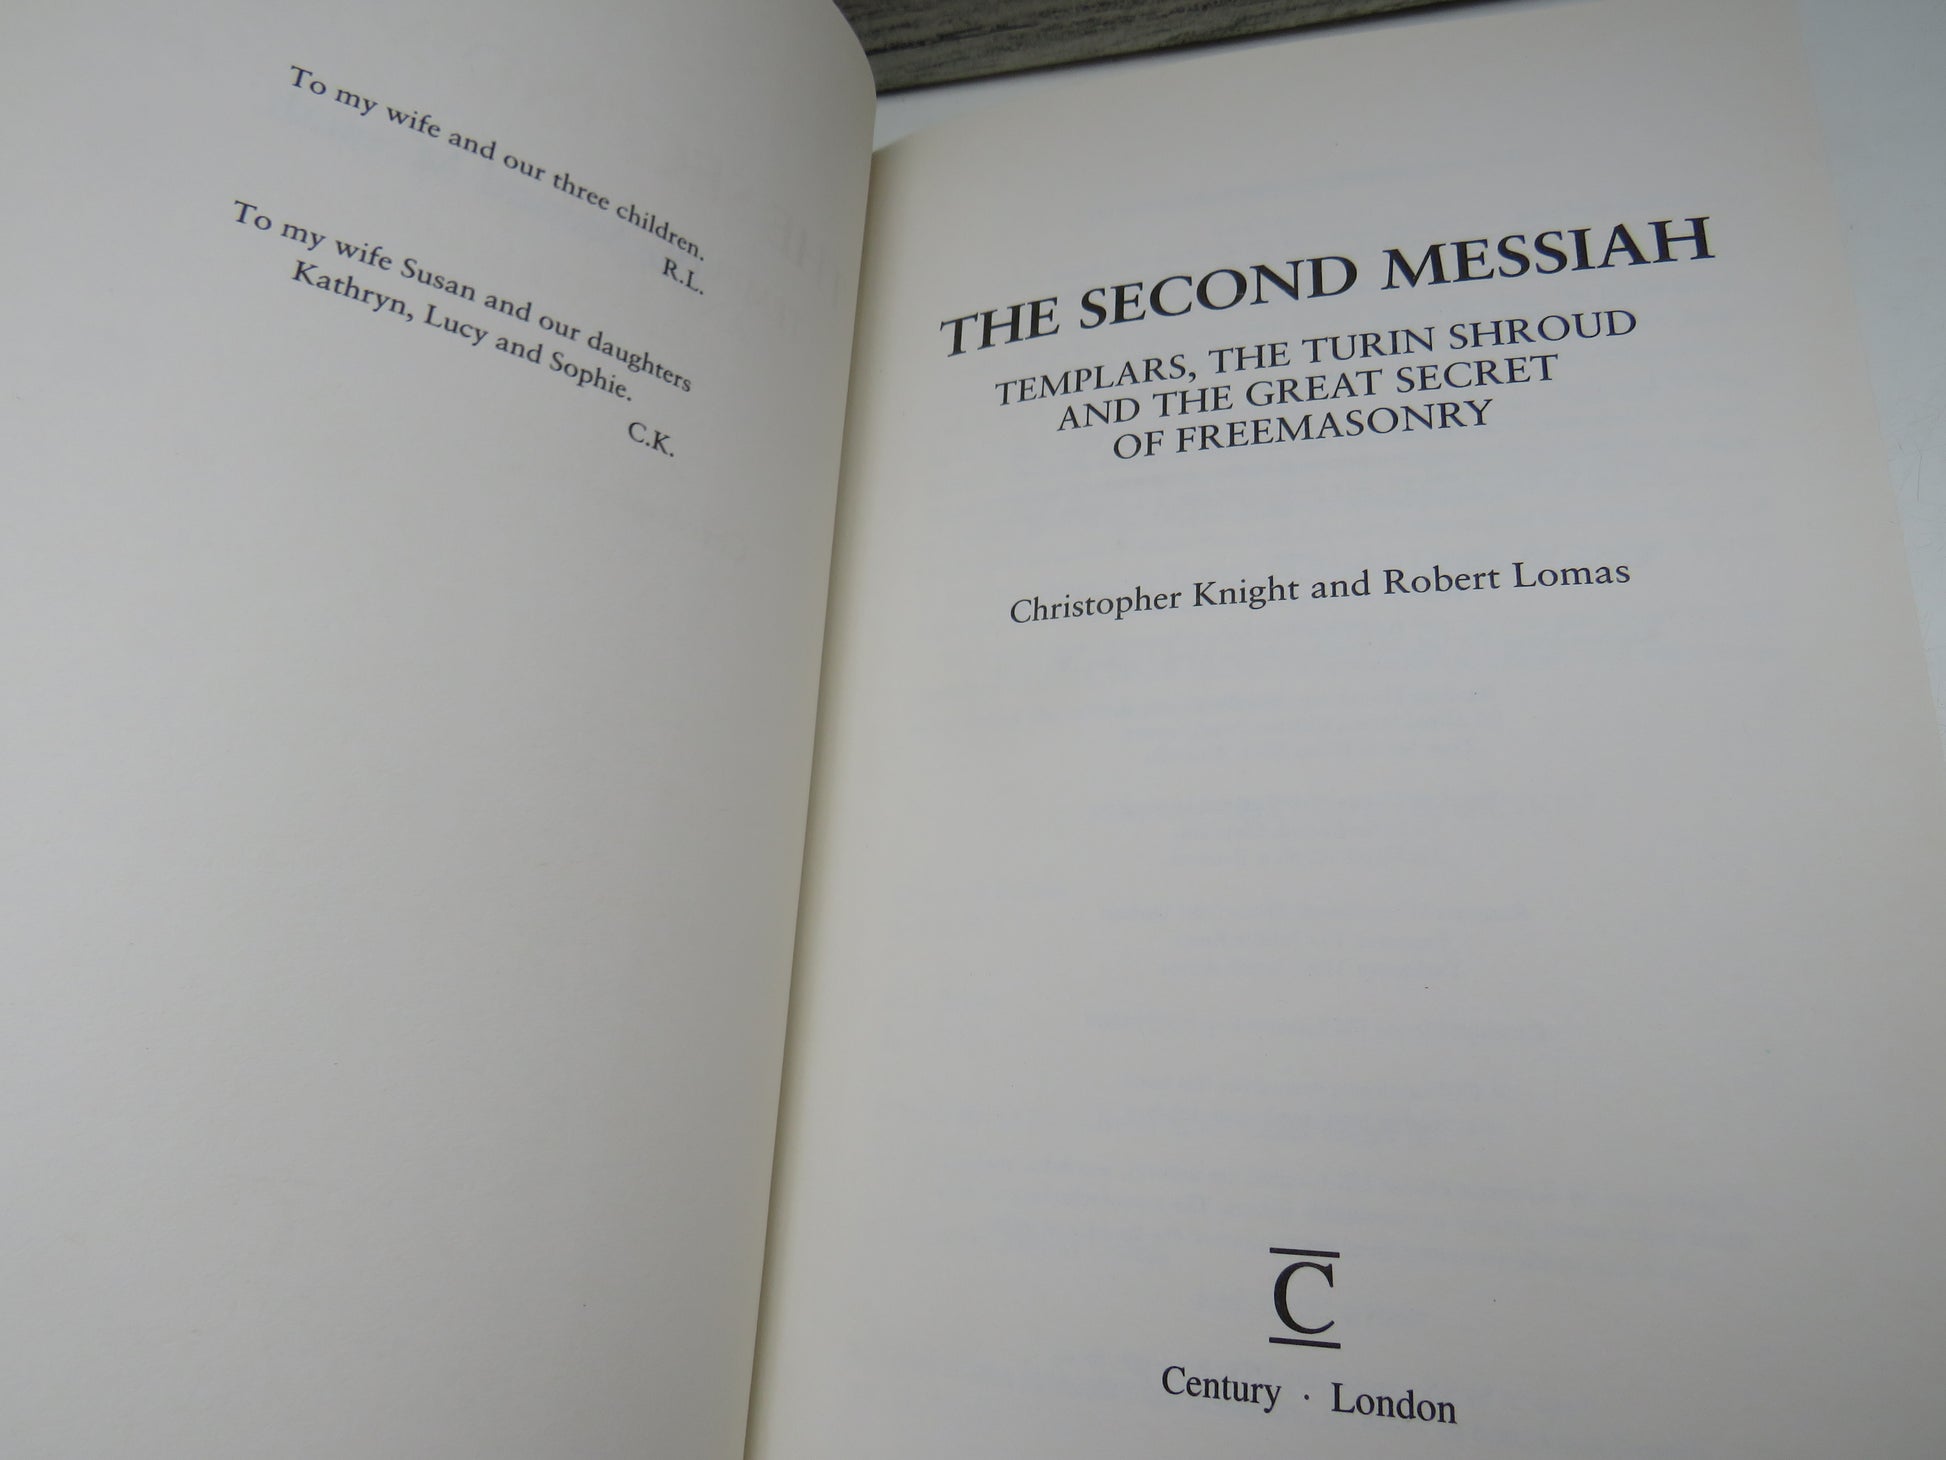 To my wife and our three children.
R.L.
To my wife Susan and our daughters
Kathryn, Lucy and Sophie.
C.K.
THE SECOND MESSIAH
TEMPLARS, THE TURIN SHROUD
AND THE GREAT SECRET
OF FREEMASONRY
Christopher Knight and Robert Lomas
C
Century · London